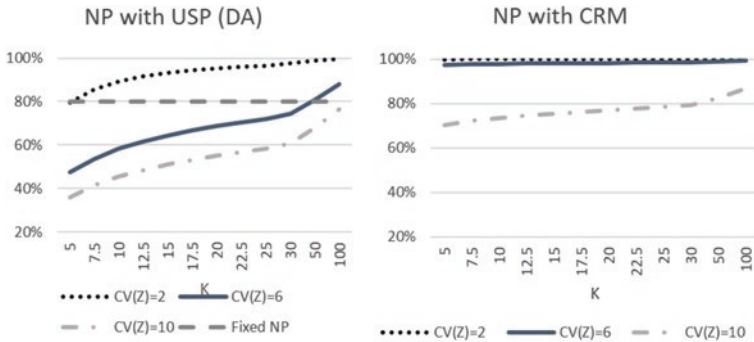 NP with USP (DA)
100%
80%
60%
40%
20%
5 7.5 10 12.5 15 17.5 20 22.5 25 30 50 100
K
CV(Z)=2 CV(Z)=6
CV(Z)=10 Fixed NP
NP with CRM
100%
80%
60%
40%
20%
5 7.5 10 12.5 15 17.5 20 22.5 25 30 50 100
K
CV(Z)=2 CV(Z)=6 CV(Z)=10